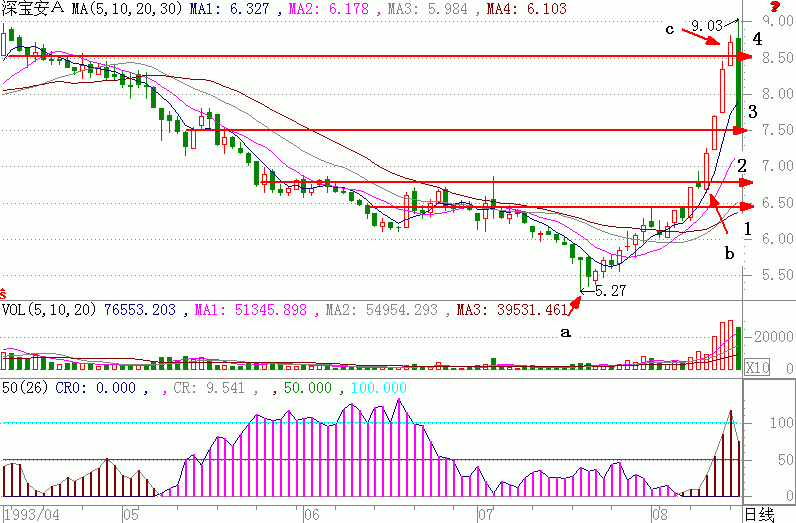 深宝安A MA(5,10,20,30) MA1: 6.327 , MA2: 6.178 , MA3: 5.984 , MA4: 6.103
?
9.03
9.00
c
4
8.50
8.00
3
7.50
7.00
2
6.50
1
6.00
b
5.50
5.27
ŝ
a
VOL(5,10,20) 76553.203 , MA1: 51345.898 , MA2: 54954.293 , MA3: 39531.461
20000
X10 0
50(26) CR0: 0.000 , , CR: 9.541 , , 50.000 , 100.000
100
50
0
1993/04 05 06 07 08 日线